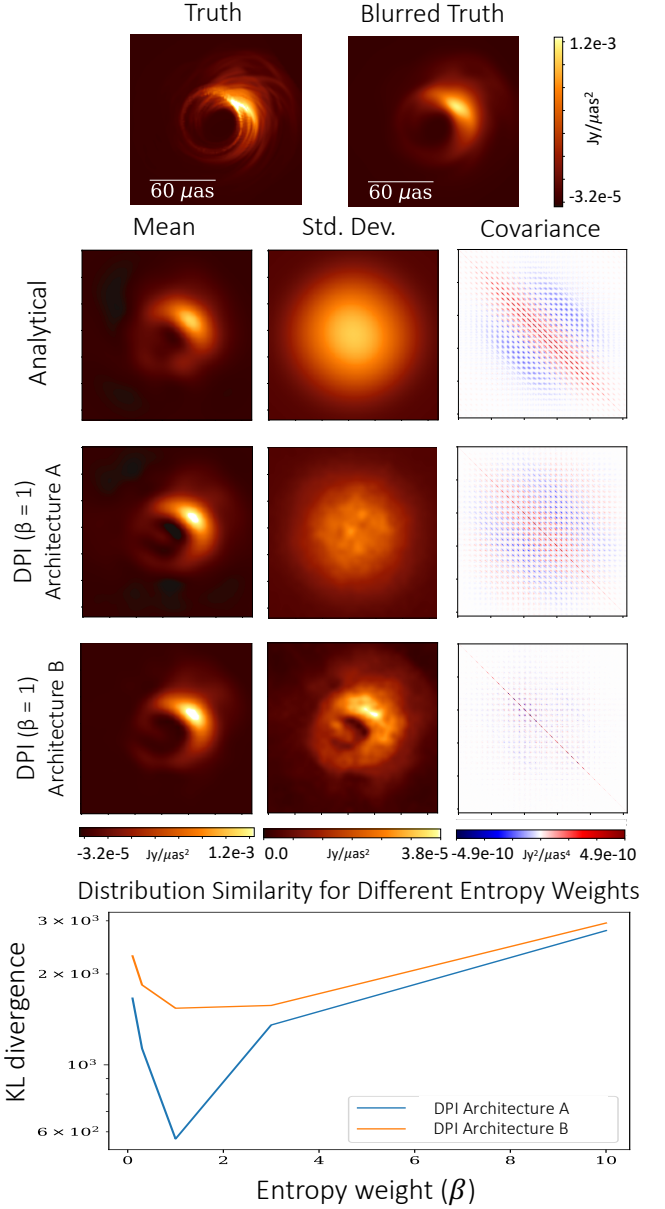 Truth
Blurred Truth
60 μas
60 μas
1.2e-3
Jy/μas²
-3.2e-5
Mean
Std. Dev.
Covariance
Analytical
DPI (β = 1)
Architecture A
DPI (β = 1)
Architecture B
-3.2e-5
Jy/μas²
1.2e-3
0.0
Jy/μas²
3.8e-5
-4.9e-10
Jy²/μas⁴
4.9e-10
Distribution Similarity for Different Entropy Weights
KL divergence
3 × 10³
2 × 10³
10³
6 × 10²
DPI Architecture A
DPI Architecture B
0 2 4 6 8 10
Entropy weight (β)